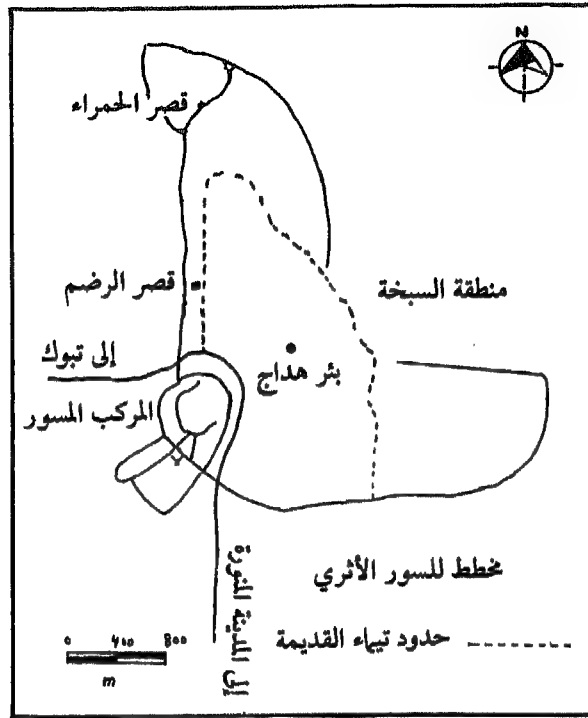 N
قصر الحمراء
قصر الرضم
منطقة السبخة
إلى تبوك
بئر هداج
المركب المسور
إلى المدينة المنورة
مخطط للسور الأثري
حدود تيماء القديمة
0 400 800
m